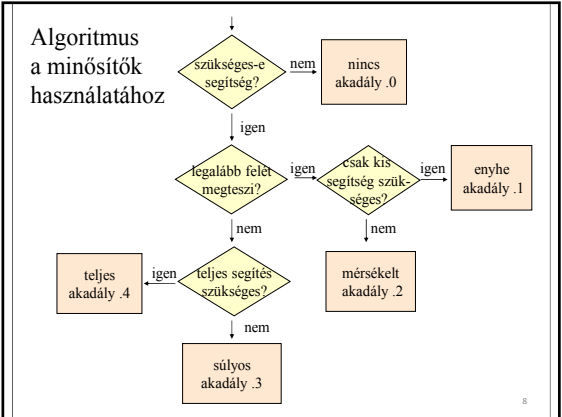 Algoritmus
a minősítők
használatához
szükséges-e
segítség?
nem
nincs
akadály .0
igen
legalább felét
megteszi?
igen
csak kis
segítség szük-
séges?
igen
enyhe
akadály .1
nem
nem
teljes
akadály .4
igen
teljes segítés
szükséges?
mérsékelt
akadály .2
nem
súlyos
akadály .3
8